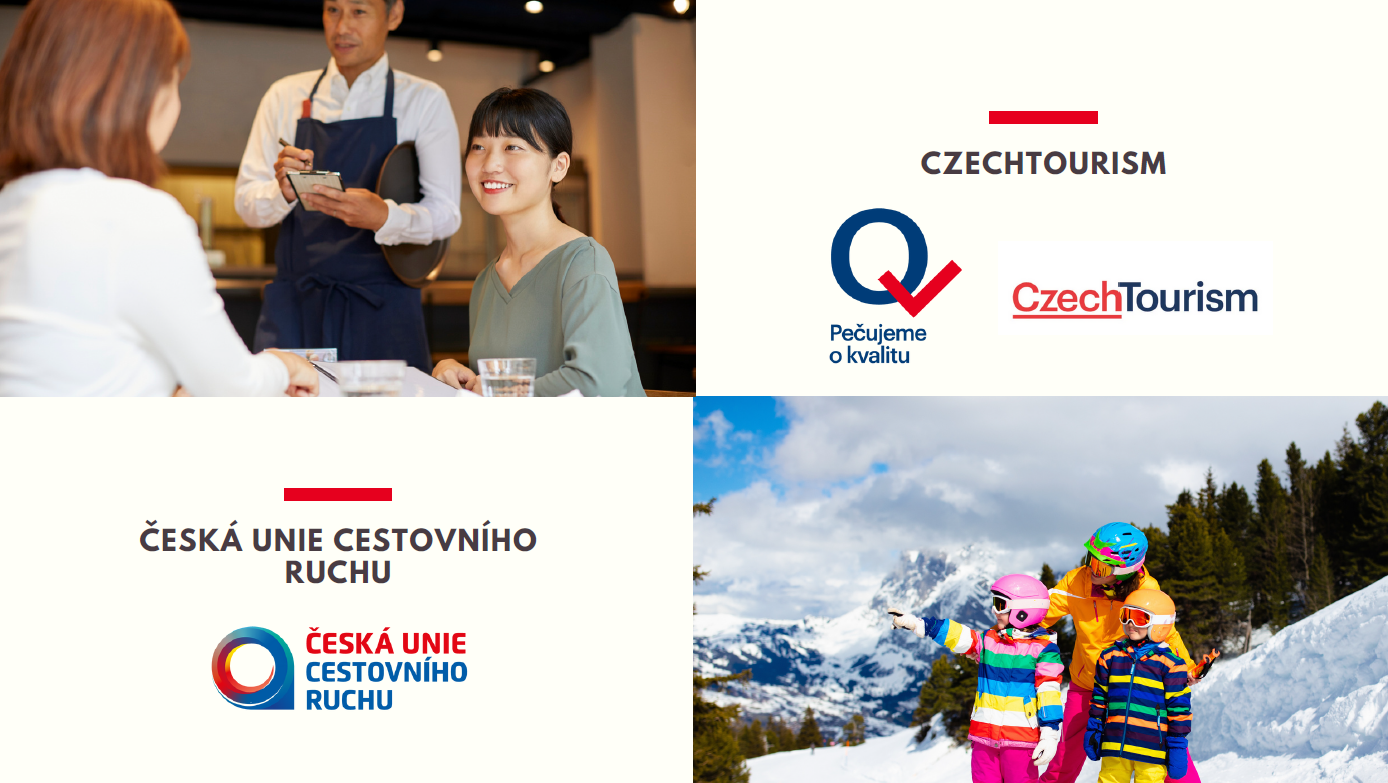 CZECHTOURISM
Pečujeme
o kvalitu
CzechTourism
ČESKÁ UNIE CESTOVNÍHO
RUCHU
ČESKÁ UNIE
CESTOVNÍHO
RUCHU